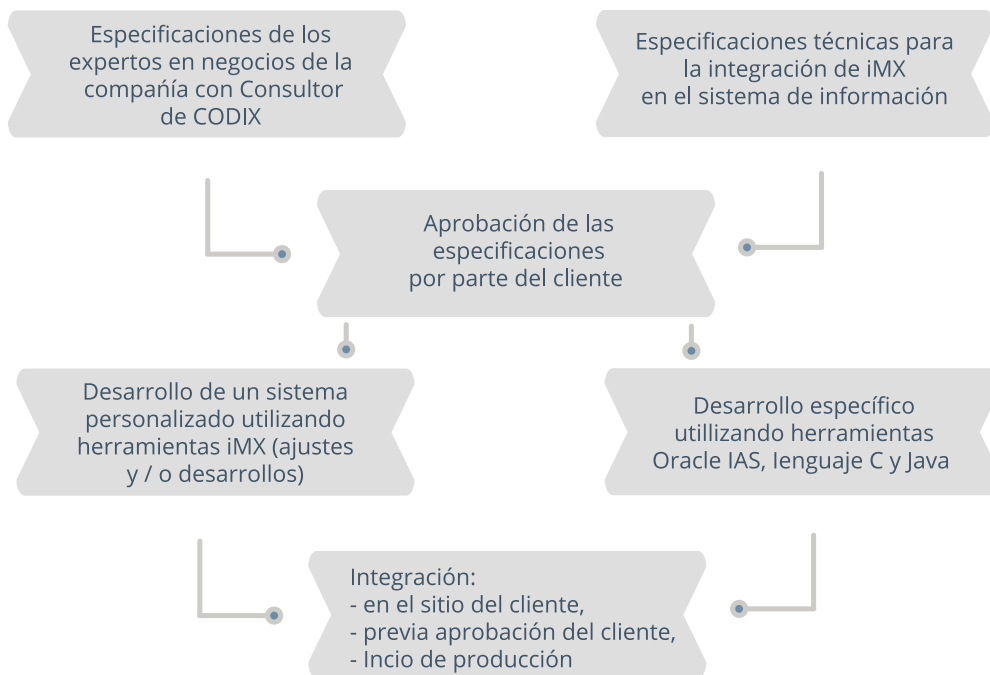 Especificaciones de los
expertos en negocios de la
compańía con Consultor
de CODIX
Especificaciones técnicas para
la integración de iMX
en el sistema de información
Aprobación de las
especificaciones
por parte del cliente
Desarrollo de un sistema
personalizado utilizando
herramientas iMX (ajustes
y / o desarrollos)
Desarrollo específico
utillizando herramientas
Oracle IAS, lenguaje C y Java
Integración:
- en el sitio del cliente,
- previa aprobación del cliente,
- Incio de producción